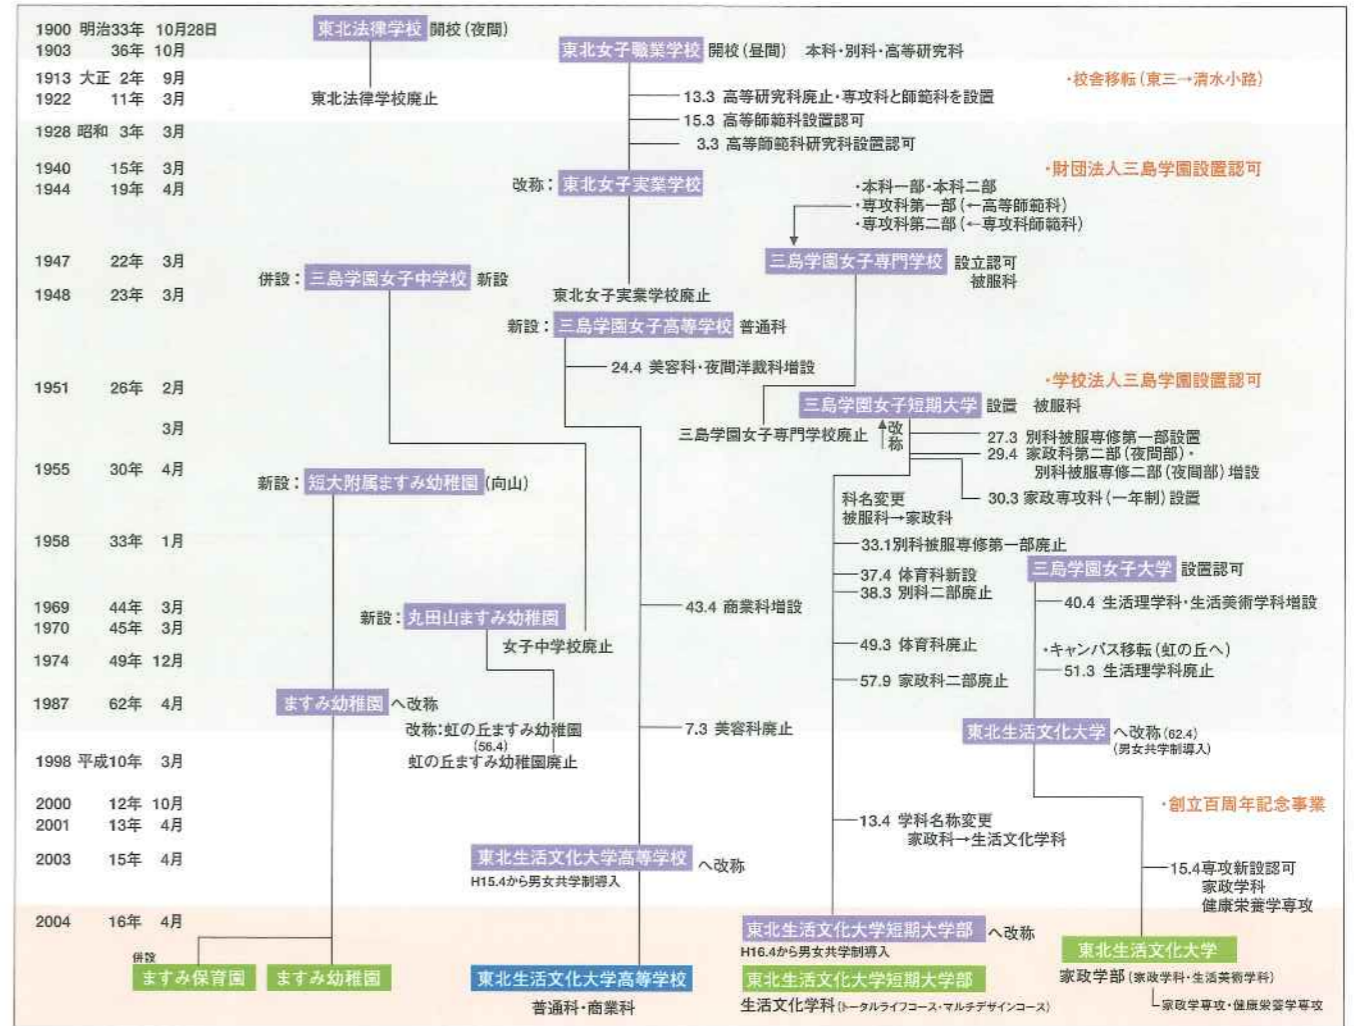 1900 明治33年 10月28日 東北法律学校 開校(夜間)
1903 36年 10月 東北女子職業学校 開校(昼間) 本科・別科・高等研究科
1913 大正 2年 9月 ・校舎移転(東三→清水小路)
1922 11年 3月 東北法律学校廃止 13.3 高等研究科廃止・専攻科と師範科を設置
15.3 高等師範科設置認可
1928 昭和 3年 3月 3.3 高等師範科研究科設置認可
1940 15年 3月 ・財団法人三島学園設置認可
1944 19年 4月 改称：東北女子実業学校
・本科一部・本科二部
・専攻科第一部(←高等師範科)
・専攻科第二部(←専攻科師範科)
1947 22年 3月 併設：三島学園女子中学校 新設 三島学園女子専門学校 設立認可
被服科
1948 23年 3月 東北女子実業学校廃止
新設：三島学園女子高等学校 普通科
24.4 美容科・夜間洋裁科増設
1951 26年 2月 ・学校法人三島学園設置認可
三島学園女子短期大学 設置 被服科
3月 三島学園女子専門学校廃止 改称 27.3 別科被服専修第一部設置
29.4 家政科第二部(夜間部)・
別科被服専修二部(夜間部)増設
1955 30年 4月 新設：短大附属ますみ幼稚園(向山)
科名変更 30.3 家政専攻科(一年制)設置
被服科→家政科
1958 33年 1月 33.1別科被服専修第一部廃止
三島学園女子大学 設置認可
37.4 体育科新設
38.3 別科二部廃止
1969 44年 3月 新設：丸田山ますみ幼稚園 43.4 商業科増設 40.4 生活理学科・生活美術学科増設
1970 45年 3月 女子中学校廃止 49.3 体育科廃止 ・キャンパス移転(虹の丘へ)
1974 49年 12月 51.3 生活理学科廃止
57.9 家政科二部廃止
1987 62年 4月 ますみ幼稚園 へ改称
改称：虹の丘ますみ幼稚園 7.3 美容科廃止 東北生活文化大学 へ改称(62.4)
(56.4) (男女共学制導入)
1998 平成10年 3月 虹の丘ますみ幼稚園廃止
2000 12年 10月 ・創立百周年記念事業
2001 13年 4月 13.4 学科名称変更
家政科→生活文化学科
2003 15年 4月 東北生活文化大学高等学校 へ改称 15.4専攻新設認可
H15.4から男女共学制導入 家政学科
健康栄養学専攻
2004 16年 4月 東北生活文化大学短期大学部 へ改称
H16.4から男女共学制導入
併設
ますみ保育園 ますみ幼稚園 東北生活文化大学高等学校 東北生活文化大学短期大学部 東北生活文化大学
普通科・商業科 生活文化学科(トータルライフコース・マルチデザインコース) 家政学部(家政学科・生活美術学科)
家政学専攻・健康栄養学専攻